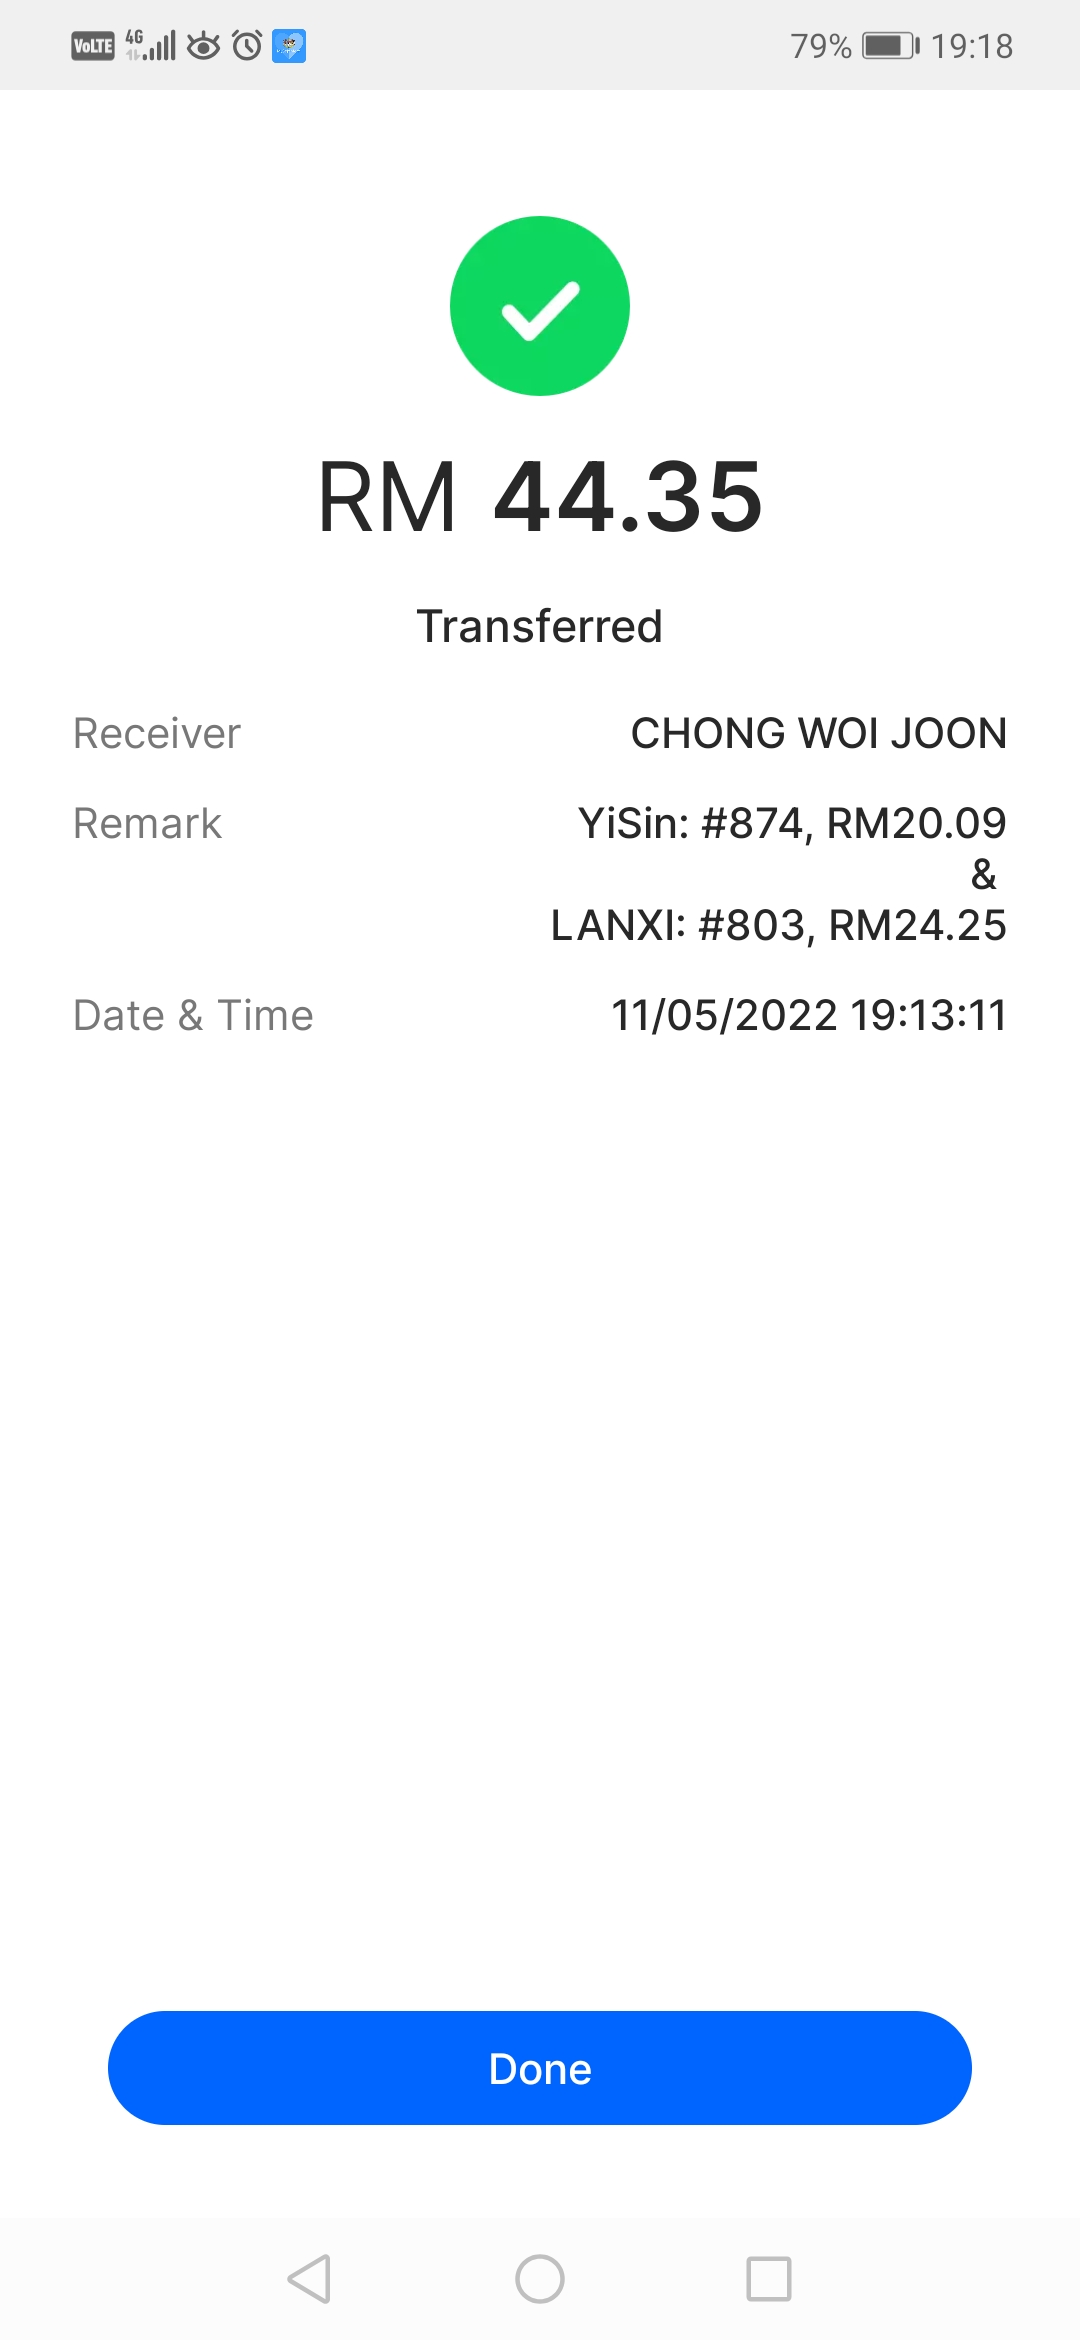 VoLTE 4G 79% 19:18
RM 44.35
Transferred
Receiver CHONG WOI JOON
Remark YiSin: #874, RM20.09
&
LANXI: #803, RM24.25
Date & Time 11/05/2022 19:13:11
Done